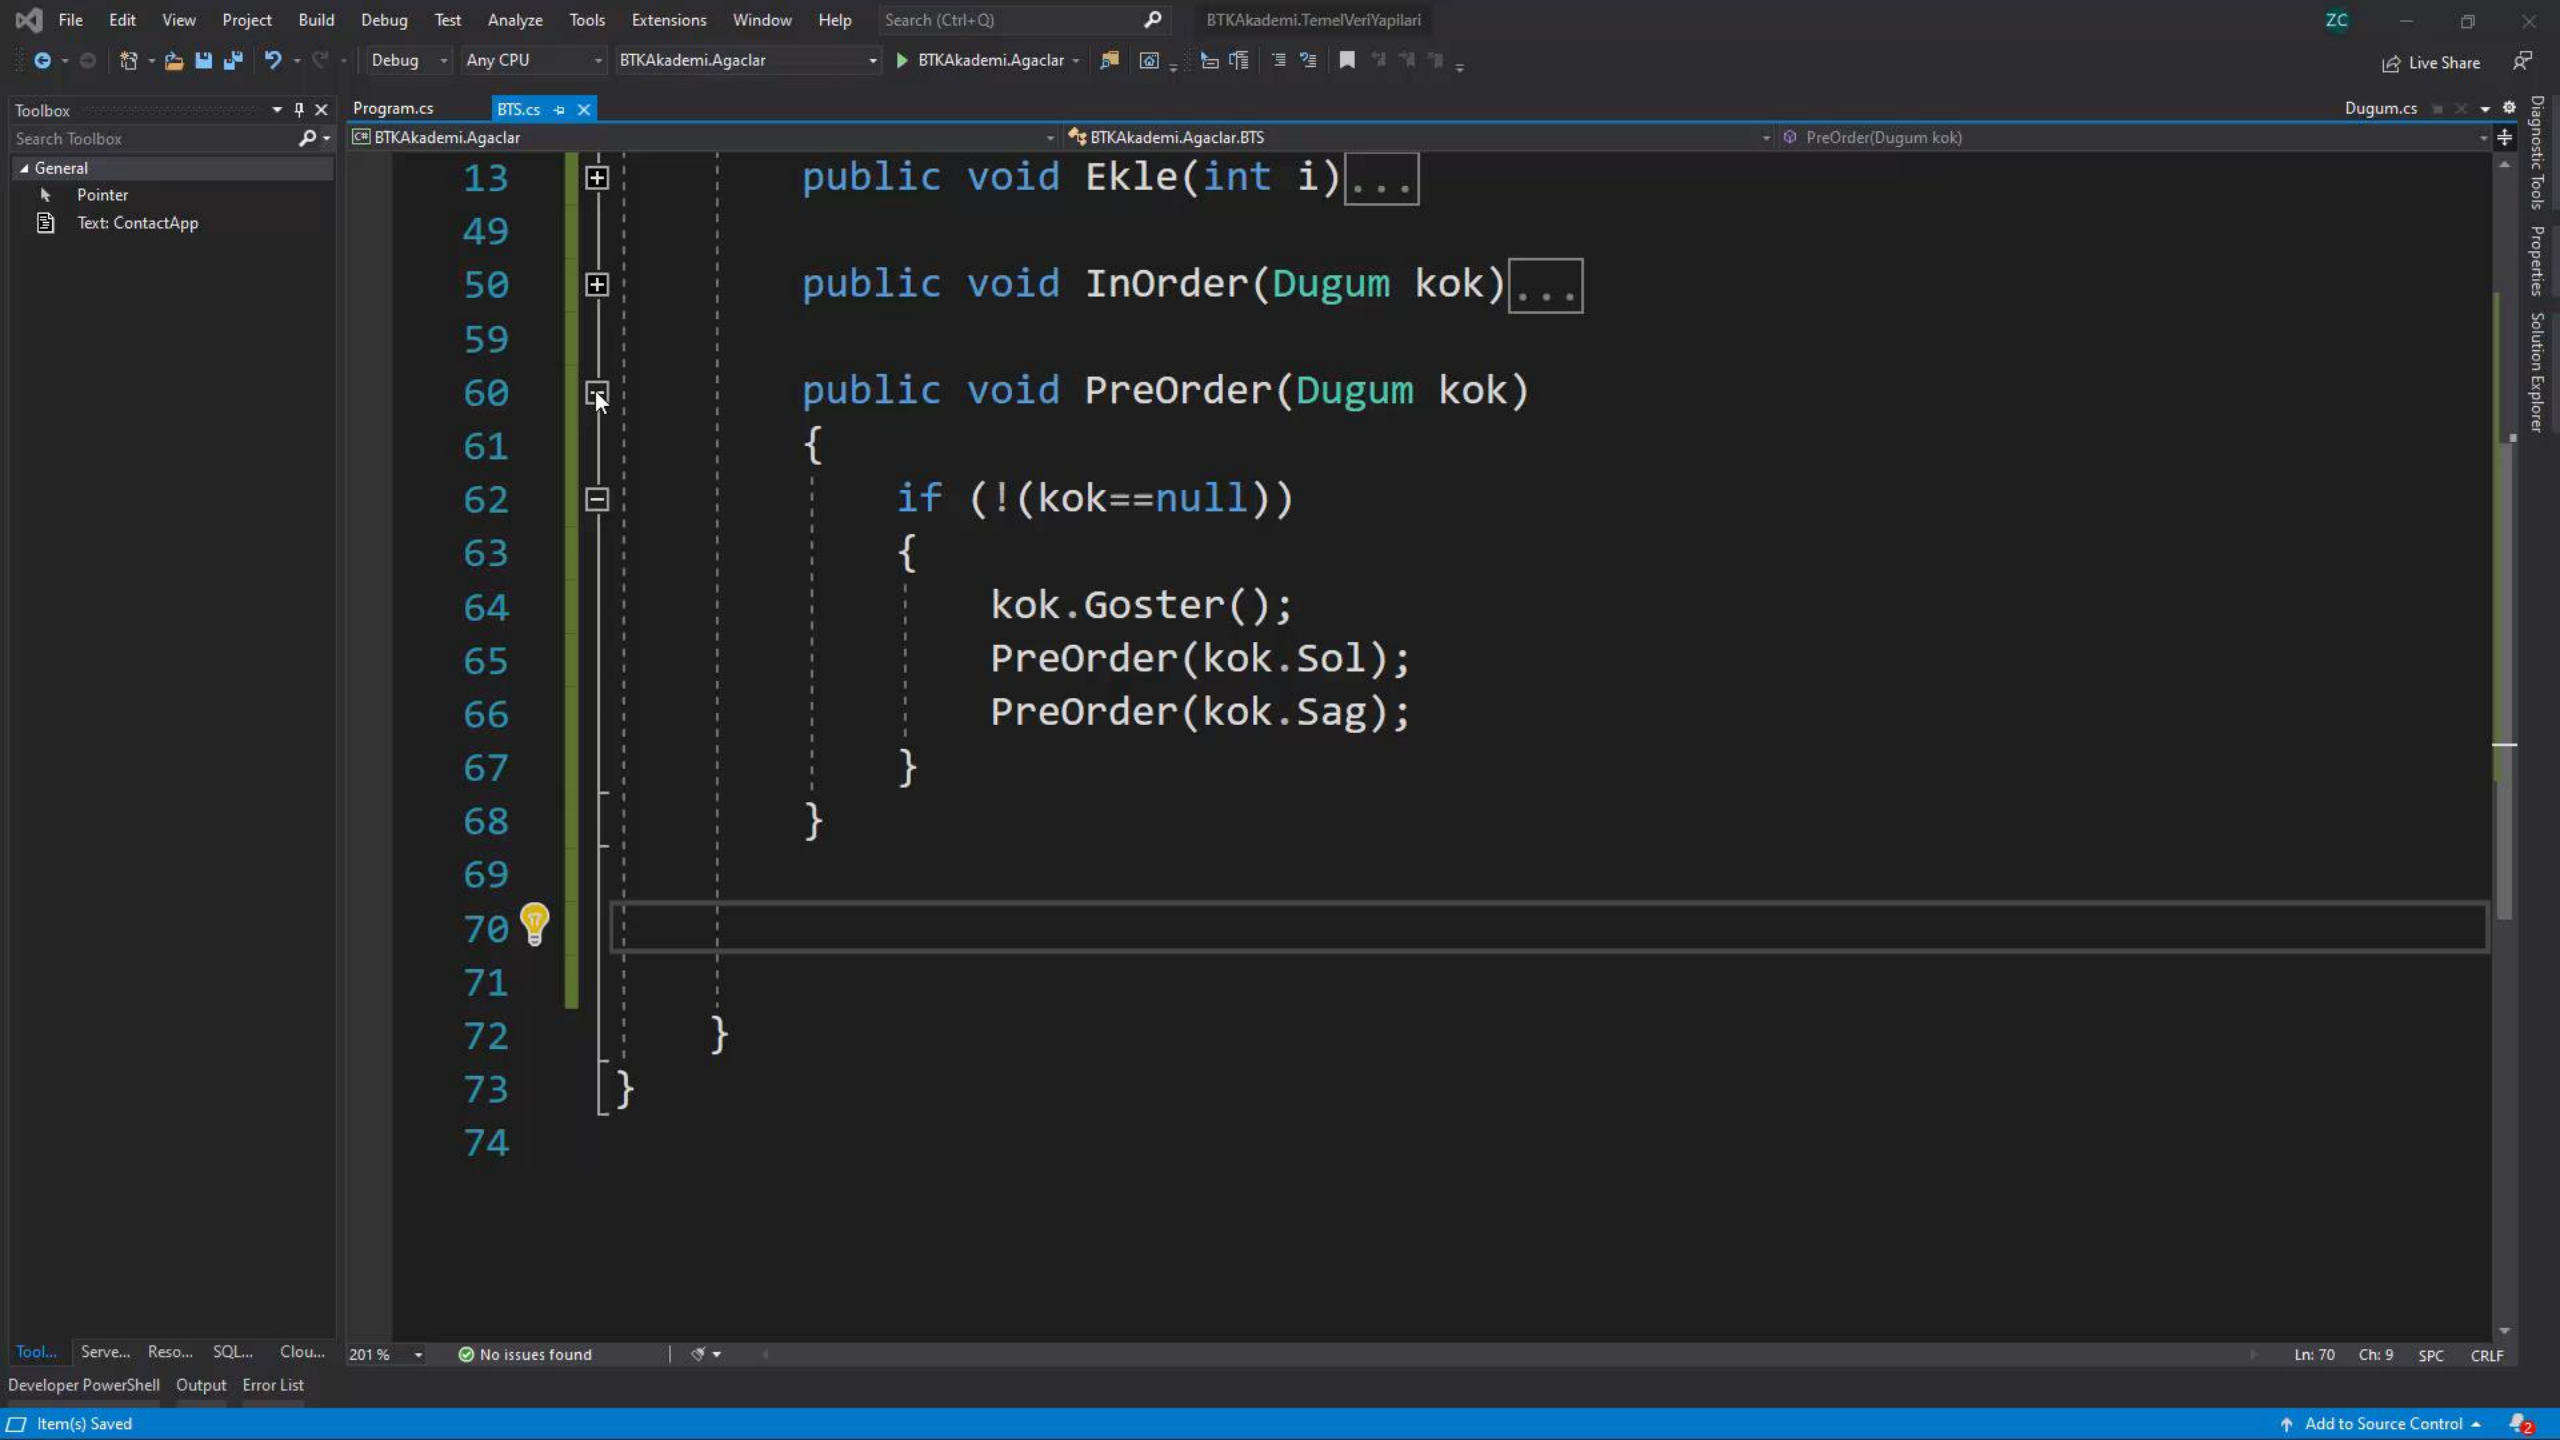 File Edit View Project Build Debug Test Analyze Tools Extensions Window Help Search (Ctrl+Q) BTKAkademi.TemelVeriYapilari ZC
Debug Any CPU BTKAkademi.Agaclar BTKAkademi.Agaclar Live Share
Toolbox
Search Toolbox
General
Pointer
Text: ContactApp
Program.cs BTS.cs Dugum.cs
BTKAkademi.Agaclar BTKAkademi.Agaclar.BTS PreOrder(Dugum kok)
13 public void Ekle(int i)...
49
50 public void InOrder(Dugum kok)...
59
60 public void PreOrder(Dugum kok)
61 {
62 if (!(kok==null))
63 {
64 kok.Goster();
65 PreOrder(kok.Sol);
66 PreOrder(kok.Sag);
67 }
68 }
69
70
71
72 }
73 }
74
Diagnostic Tools
Properties
Solution Explorer
Tool... Serve... Reso... SQL... Clou...
201 % No issues found Ln: 70 Ch: 9 SPC CRLF
Developer PowerShell Output Error List
Item(s) Saved Add to Source Control 2